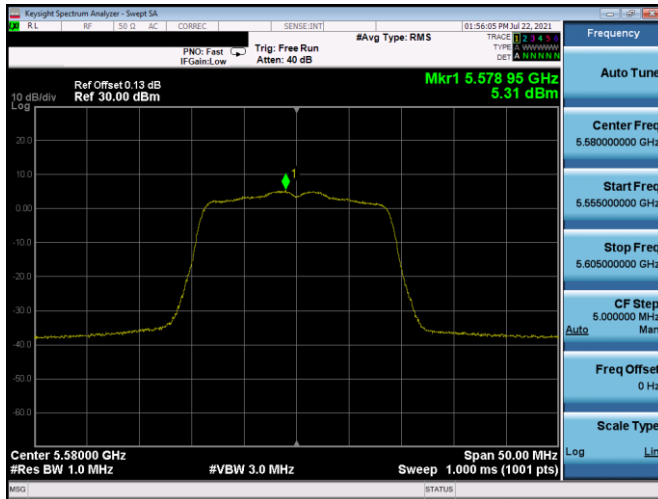 Keysight Spectrum Analyzer - Swept SA
RL RF 50 Ω AC CORREC SENSE:INT 01:56:05 PM Jul 22, 2021
#Avg Type: RMS
TRACE 1 2 3 4 5 6
TYPE A WWWWW
DET A N N N N N
PNO: Fast
IFGain:Low
Trig: Free Run
Atten: 40 dB
Mkr1 5.578 95 GHz
5.31 dBm
Ref Offset 0.13 dB
10 dB/div Ref 30.00 dBm
Log
20.0
10.0
1
0.00
-10.0
-20.0
-30.0
-40.0
-50.0
-60.0
Center 5.58000 GHz
Span 50.00 MHz
#Res BW 1.0 MHz
#VBW 3.0 MHz
Sweep 1.000 ms (1001 pts)
MSG
STATUS
Frequency
Auto Tune
Center Freq
5.580000000 GHz
Start Freq
5.555000000 GHz
Stop Freq
5.605000000 GHz
CF Step
5.000000 MHz
Auto Man
Freq Offset
0 Hz
Scale Type
Log Lin